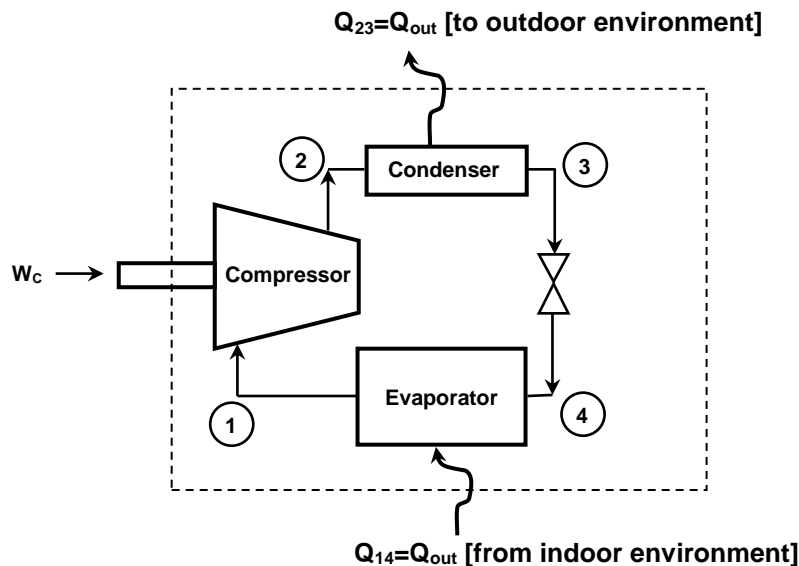 Q23=Qout [to outdoor environment]
2
Condenser
3
Wc
Compressor
Evaporator
1
4
Q14=Qout [from indoor environment]